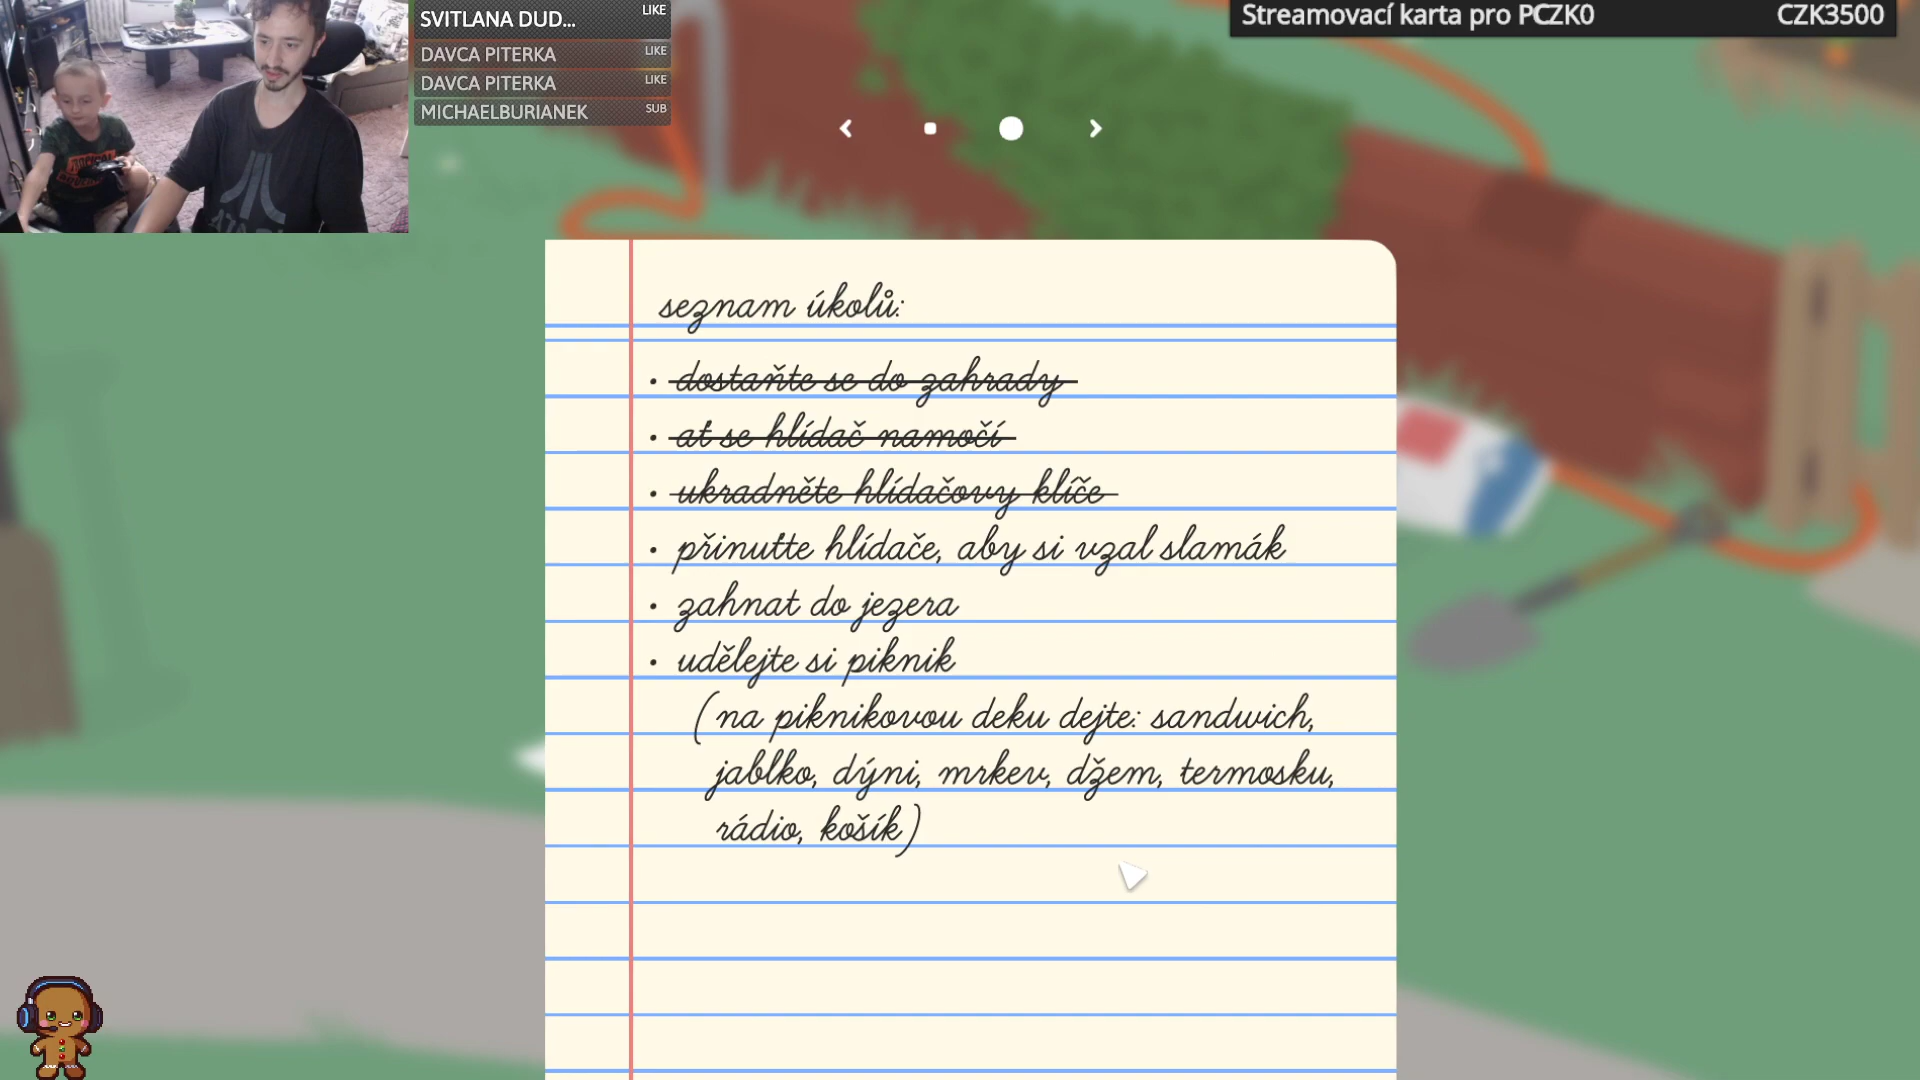 SVITLANA DUD... LIKE
DAVCA PITERKA LIKE
DAVCA PITERKA LIKE
MICHAELBURIANEK SUB
Streamovací karta pro PCZK0 CZK3500
seznam úkolů:
• dostaňte se do zahrady
• ať se hlídač namočí
• ukradněte hlídačovy klíče
• přinuťte hlídače, aby si vzal slamák
• zahnat do jezera
• udělejte si piknik
(na piknikovou deku dejte: sandwich,
jablko, dýni, mrkev, džem, termosku,
rádio, košík)